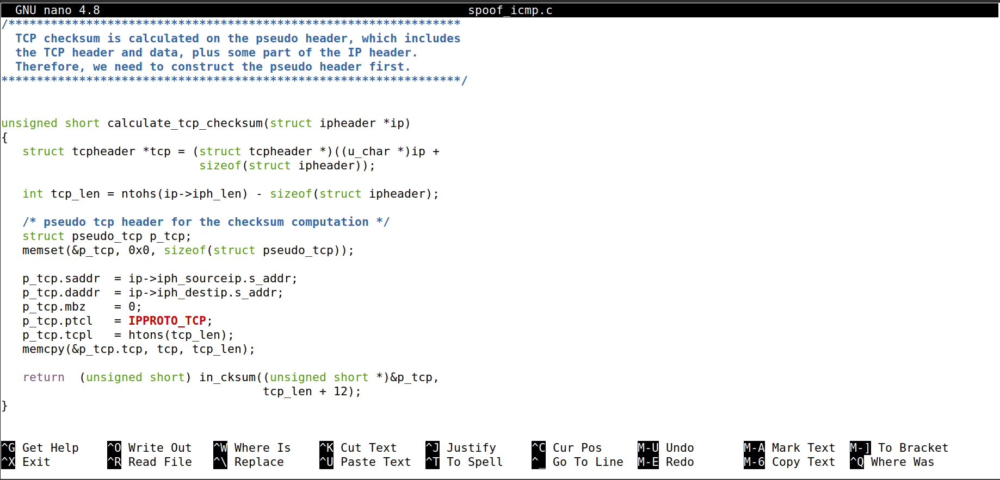 GNU nano 4.8 spoof_icmp.c
/****************************************************************
  TCP checksum is calculated on the pseudo header, which includes
  the TCP header and data, plus some part of the IP header.
  Therefore, we need to construct the pseudo header first.
*****************************************************************/
unsigned short calculate_tcp_checksum(struct ipheader *ip)
{
   struct tcpheader *tcp = (struct tcpheader *)((u_char *)ip +
                            sizeof(struct ipheader));
   int tcp_len = ntohs(ip->iph_len) - sizeof(struct ipheader);
   /* pseudo tcp header for the checksum computation */
   struct pseudo_tcp p_tcp;
   memset(&p_tcp, 0x0, sizeof(struct pseudo_tcp));
   p_tcp.saddr  = ip->iph_sourceip.s_addr;
   p_tcp.daddr  = ip->iph_destip.s_addr;
   p_tcp.mbz    = 0;
   p_tcp.ptcl   = IPPROTO_TCP;
   p_tcp.tcpl   = htons(tcp_len);
   memcpy(&p_tcp.tcp, tcp, tcp_len);
   return  (unsigned short) in_cksum((unsigned short *)&p_tcp,
                                     tcp_len + 12);
}
^G Get Help ^O Write Out ^W Where Is ^K Cut Text ^J Justify ^C Cur Pos M-U Undo M-A Mark Text M-] To Bracket
^X Exit ^R Read File ^\ Replace ^U Paste Text ^T To Spell ^_ Go To Line M-E Redo M-6 Copy Text ^Q Where Was